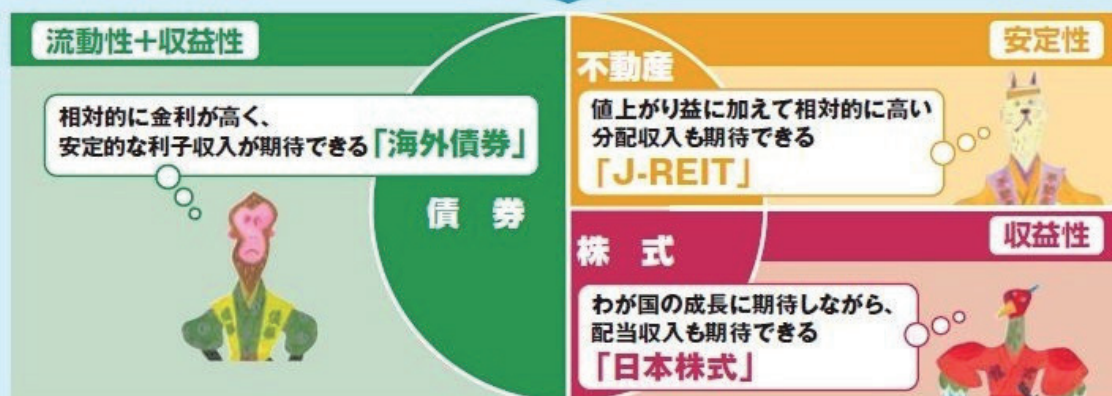 流動性+収益性
相対的に金利が高く、
安定的な利子収入が期待できる「海外債券」
債 券
不動産
安定性
値上がり益に加えて相対的に高い
分配収入も期待できる
「J-REIT」
株 式
収益性
わが国の成長に期待しながら、
配当収入も期待できる
「日本株式」